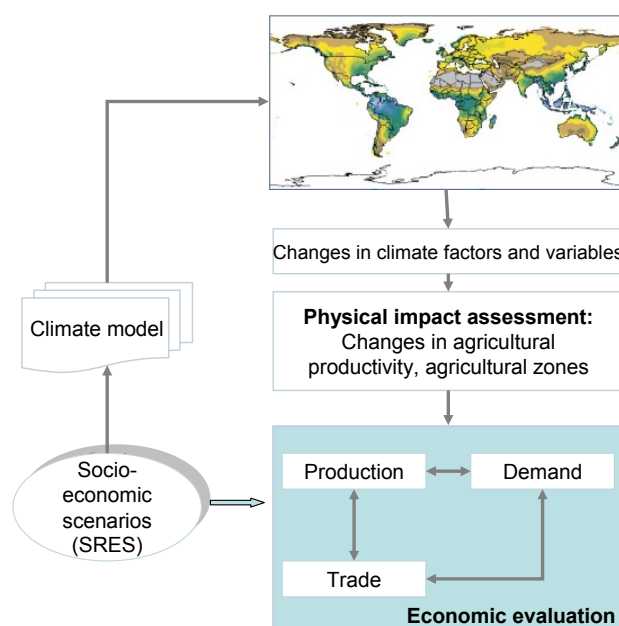 Changes in climate factors and variables
Climate model
Physical impact assessment:
Changes in agricultural
productivity, agricultural zones
Socio-
economic
scenarios
(SRES)
Production
Demand
Trade
Economic evaluation